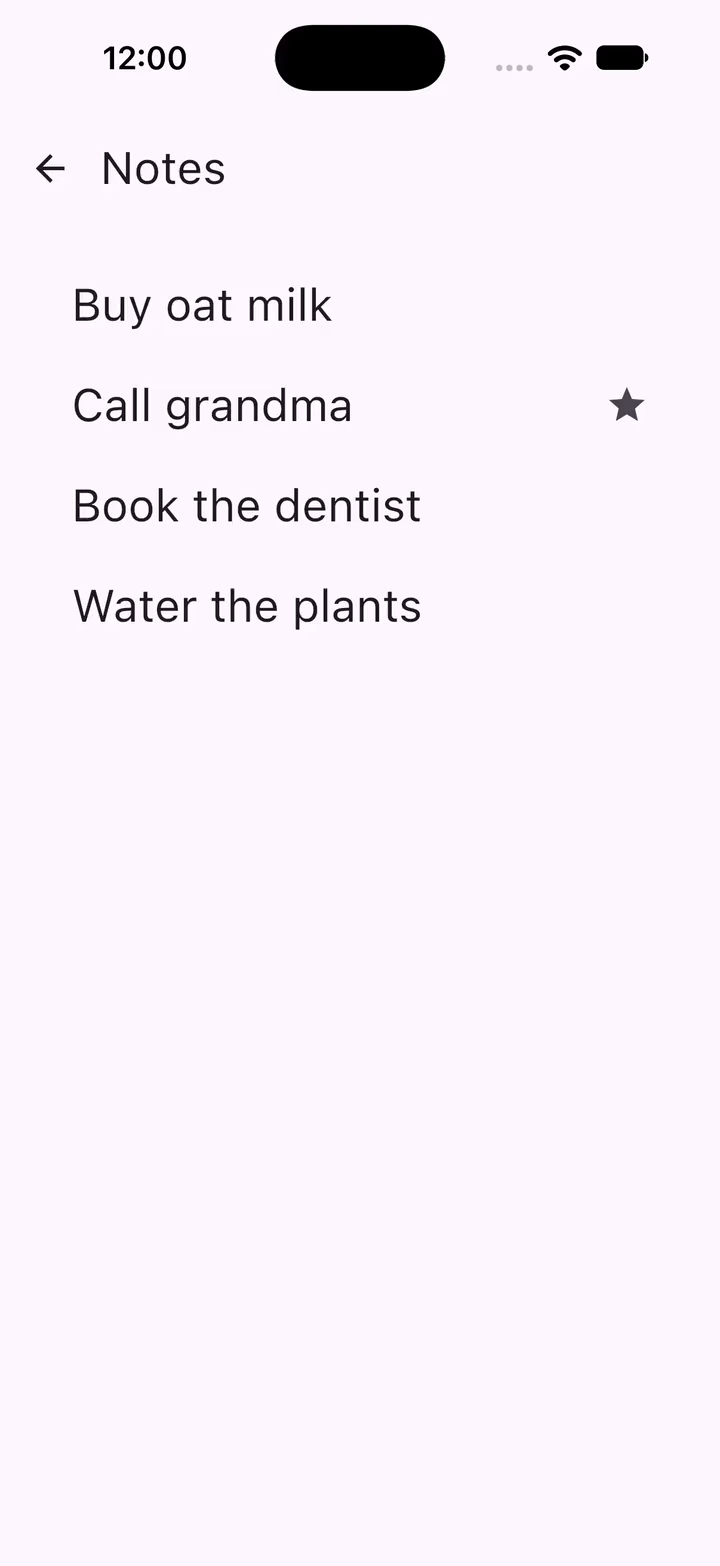 12:00
Notes
Buy oat milk
Call grandma
Book the dentist
Water the plants